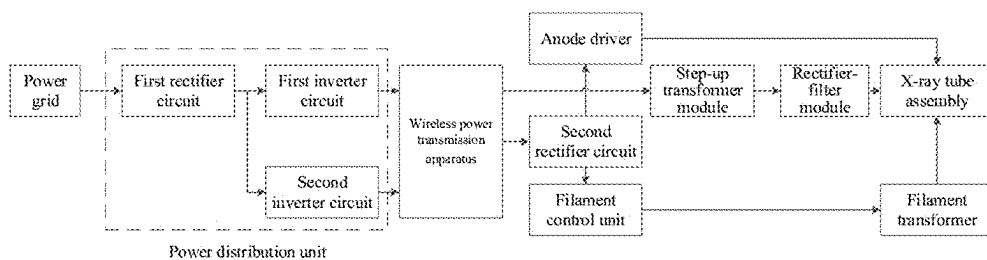 Power
grid
First rectifier
circuit
First inverter
circuit
Second
inverter circuit
Power distribution unit
Wireless power
transmission
apparatus
Anode driver
Second
rectifier circuit
Filament
control unit
Step-up
transformer
module
Rectifier-
filter
module
X-ray tube
assembly
Filament
transformer